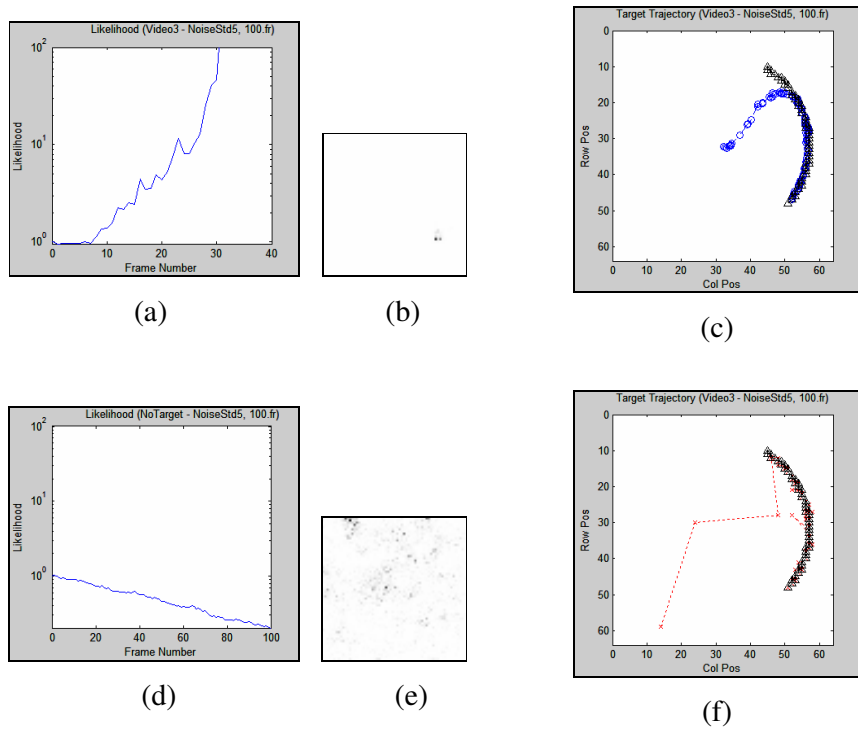 Likelihood (Video3 - NoiseStd5, 100.fr)
10^2
10^1
10^0
Likelihood
0 10 20 30 40
Frame Number
(a)
(b)
Target Trajectory (Video3 - NoiseStd5, 100.fr)
0
10
20
30
40
50
60
Row Pos
0 10 20 30 40 50 60
Col Pos
(c)
Likelihood (NoTarget - NoiseStd5, 100.fr)
10^2
10^1
10^0
Likelihood
0 20 40 60 80 100
Frame Number
(d)
(e)
Target Trajectory (Video3 - NoiseStd5, 100.fr)
0
10
20
30
40
50
60
Row Pos
0 10 20 30 40 50 60
Col Pos
(f)